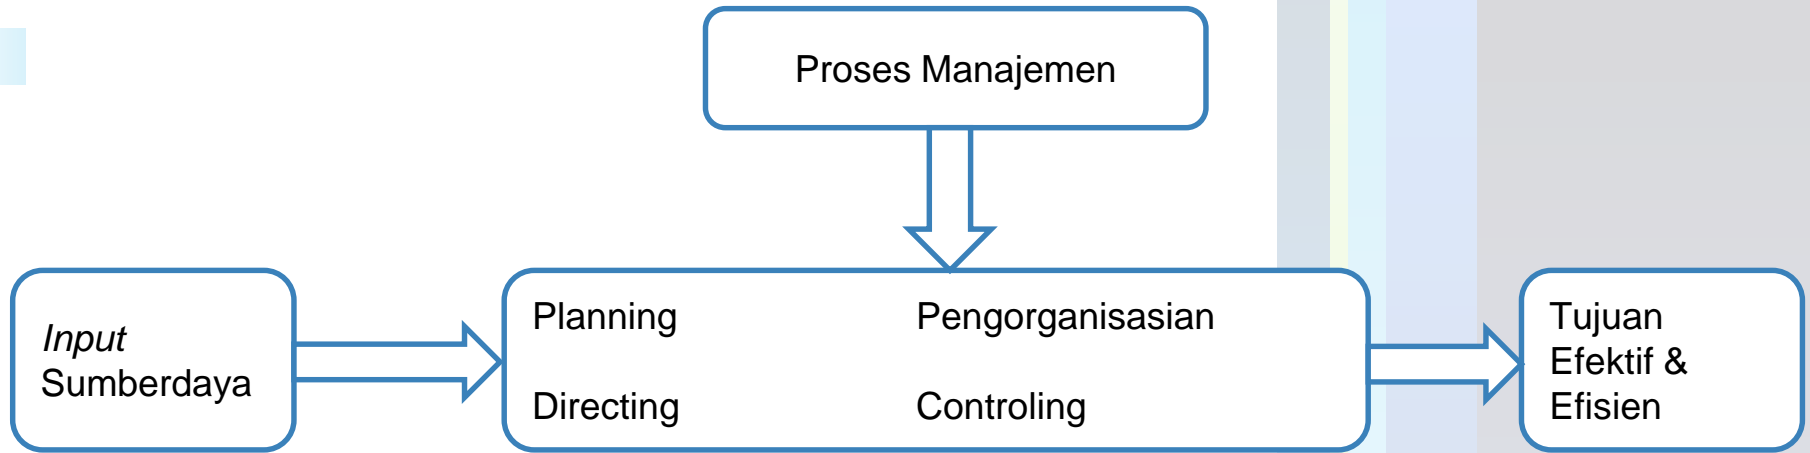 Proses Manajemen
Input
Sumberdaya
Planning Pengorganisasian
Directing Controling
Tujuan
Efektif &
Efisien